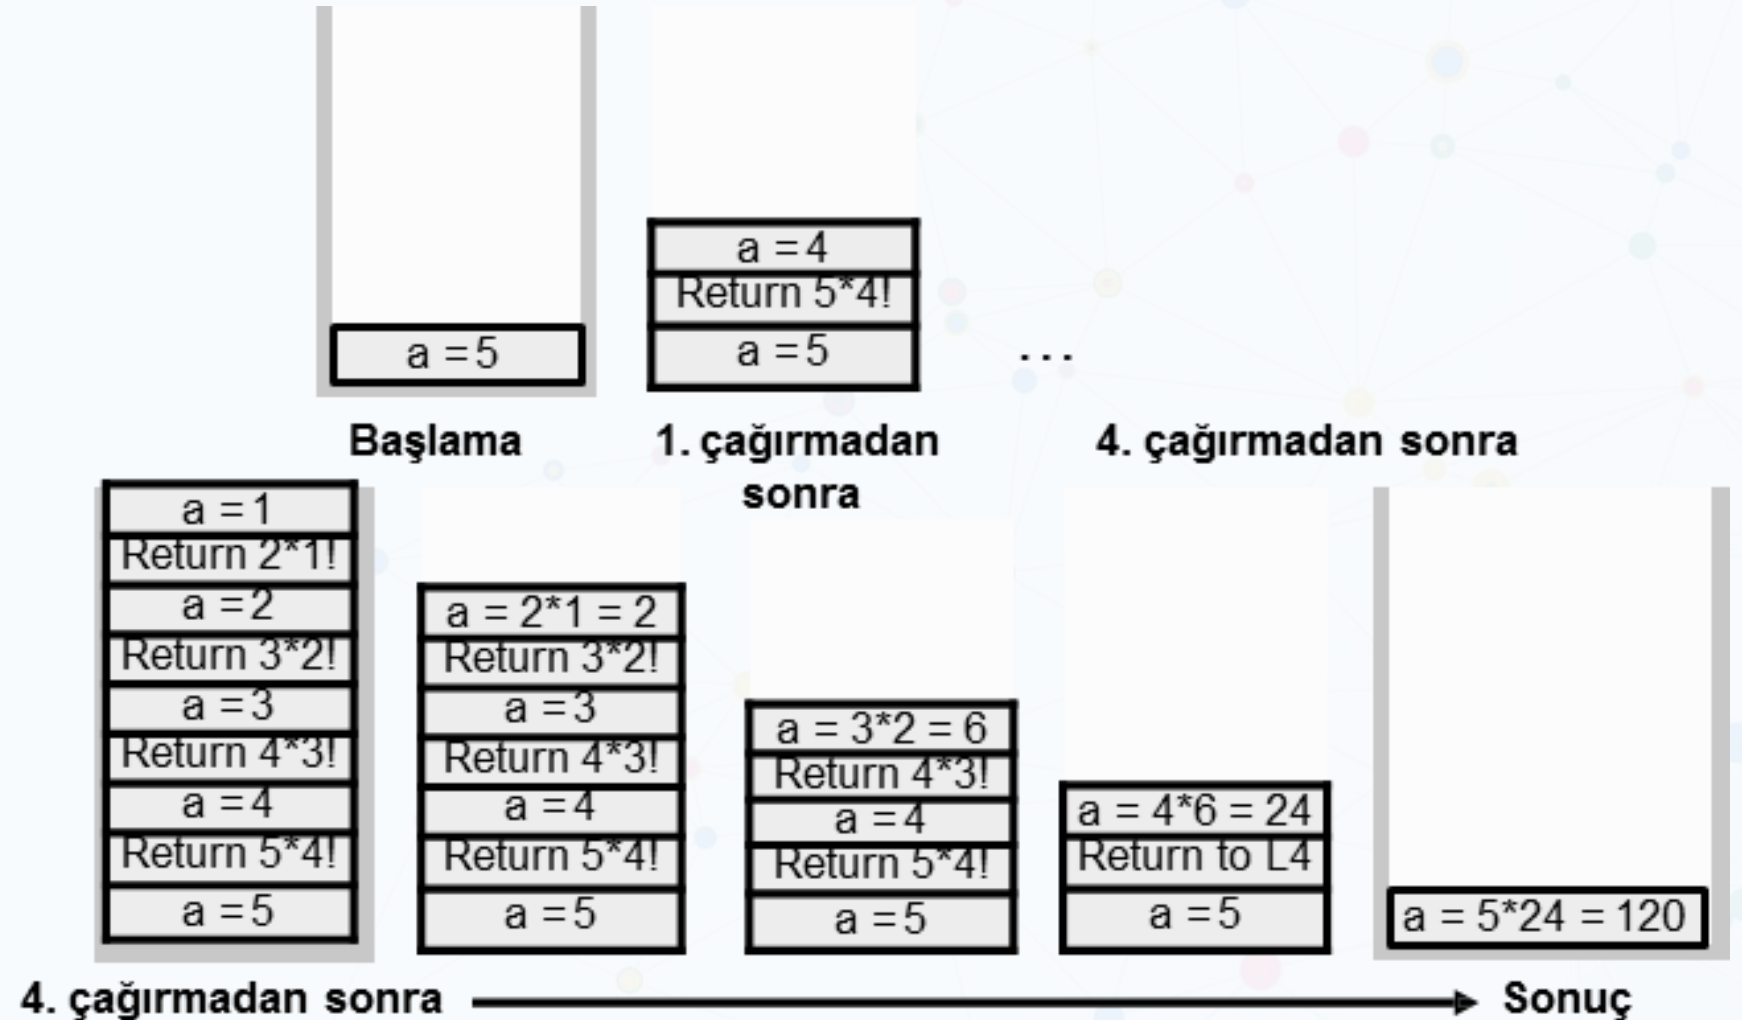 a = 5
Başlama
a = 4
Return 5*4!
a = 5
1. çağırmadan
sonra
...
4. çağırmadan sonra
a = 1
Return 2*1!
a = 2
Return 3*2!
a = 3
Return 4*3!
a = 4
Return 5*4!
a = 5
a = 2*1 = 2
Return 3*2!
a = 3
Return 4*3!
a = 4
Return 5*4!
a = 5
a = 3*2 = 6
Return 4*3!
a = 4
Return 5*4!
a = 5
a = 4*6 = 24
Return to L4
a = 5
a = 5*24 = 120
4. çağırmadan sonra
Sonuç